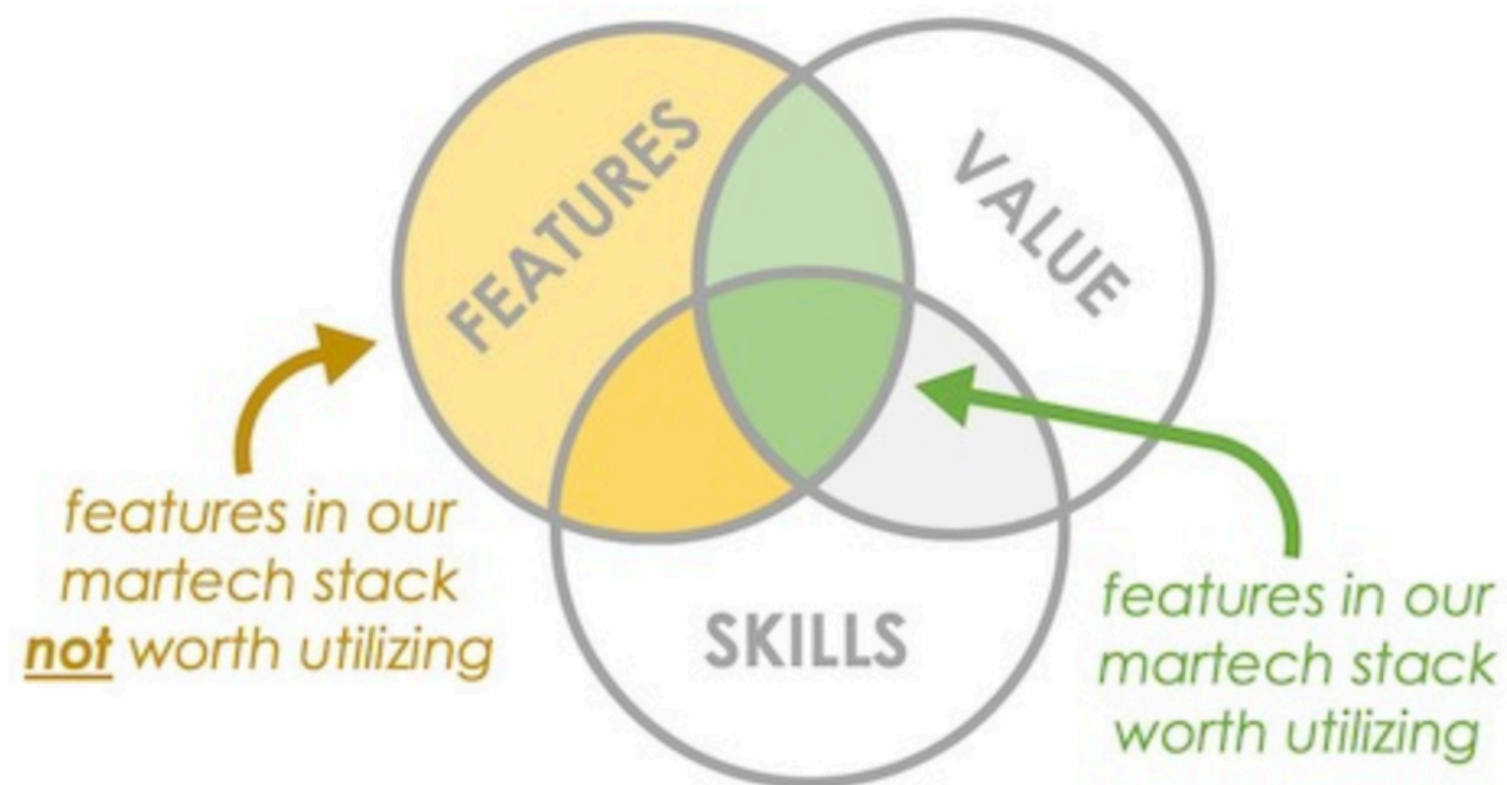 FEATURES
VALUE
SKILLS
features in our
martech stack
not worth utilizing
features in our
martech stack
worth utilizing